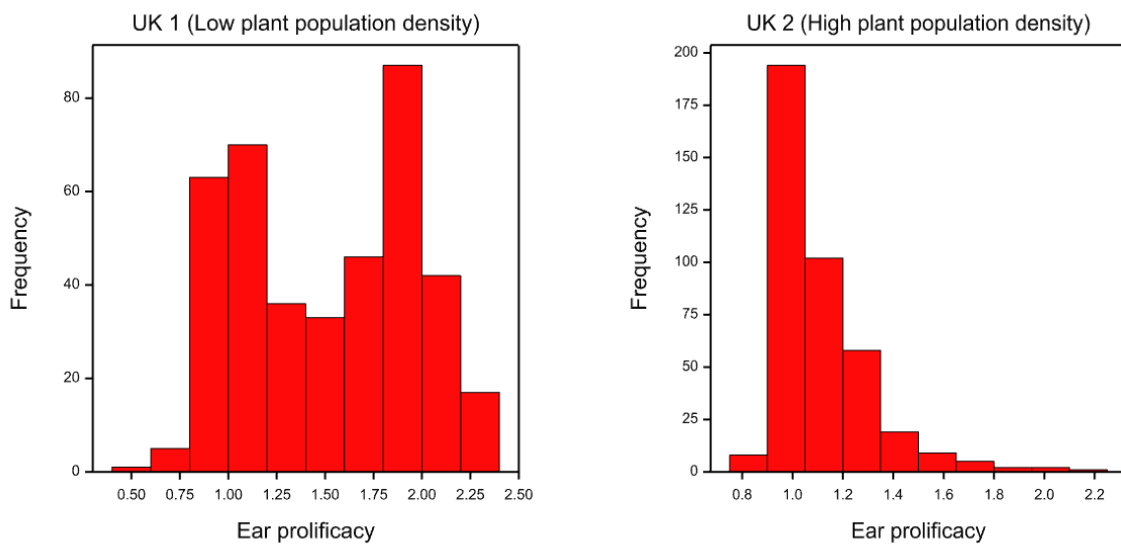 UK 1 (Low plant population density)
80
60
40
20
0
Frequency
0.50 0.75 1.00 1.25 1.50 1.75 2.00 2.25 2.50
Ear prolificacy
UK 2 (High plant population density)
200
175
150
125
100
75
50
25
0
Frequency
0.8 1.0 1.2 1.4 1.6 1.8 2.0 2.2
Ear prolificacy